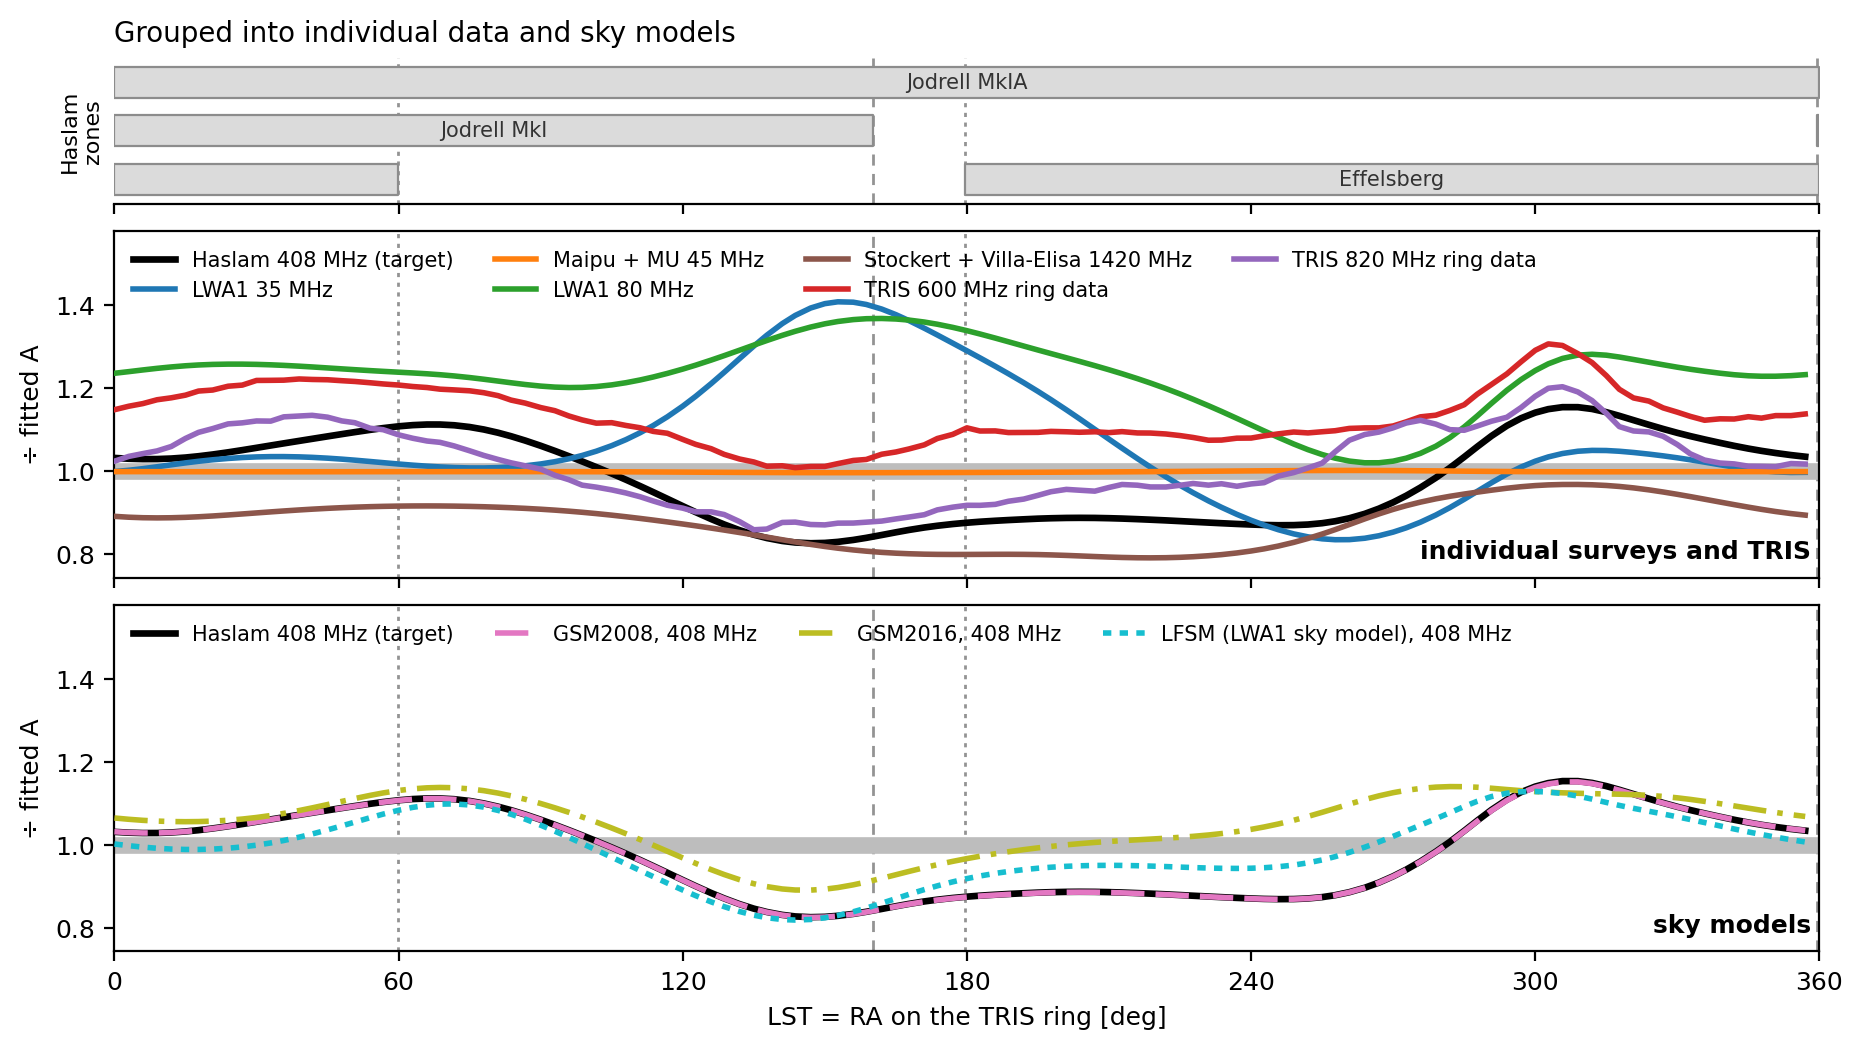 Grouped into individual data and sky models
Haslam
zones
Jodrell MkIA
Jodrell MkI
Effelsberg
÷ fitted A
1.4
1.2
1.0
0.8
Haslam 408 MHz (target)
LWA1 35 MHz
Maipu + MU 45 MHz
LWA1 80 MHz
Stockert + Villa-Elisa 1420 MHz
TRIS 600 MHz ring data
TRIS 820 MHz ring data
individual surveys and TRIS
÷ fitted A
1.4
1.2
1.0
0.8
Haslam 408 MHz (target)
GSM2008, 408 MHz
GSM2016, 408 MHz
LFSM (LWA1 sky model), 408 MHz
sky models
0 60 120 180 240 300 360
LST = RA on the TRIS ring [deg]